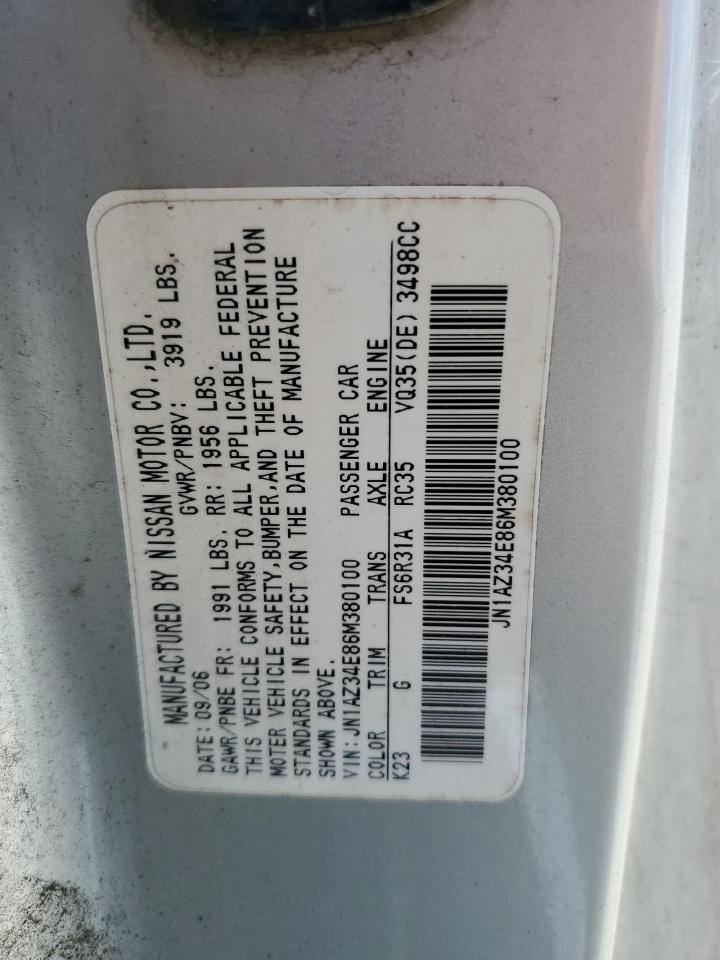 MANUFACTURED BY NISSAN MOTOR CO.,LTD.
DATE: 09/06 GVWR/PNBV: 3919 LBS.
GAWR/PNBE FR: 1991 LBS. RR: 1956 LBS.
THIS VEHICLE CONFORMS TO ALL APPLICABLE FEDERAL
MOTER VEHICLE SAFETY,BUMPER,AND THEFT PREVENTION
STANDARDS IN EFFECT ON THE DATE OF MANUFACTURE
SHOWN ABOVE.
VIN:JN1AZ34E86M380100 PASSENGER CAR
COLOR TRIM TRANS AXLE ENGINE
K23 G FS6R31A RC35 VQ35(DE) 3498CC
JN1AZ34E86M380100